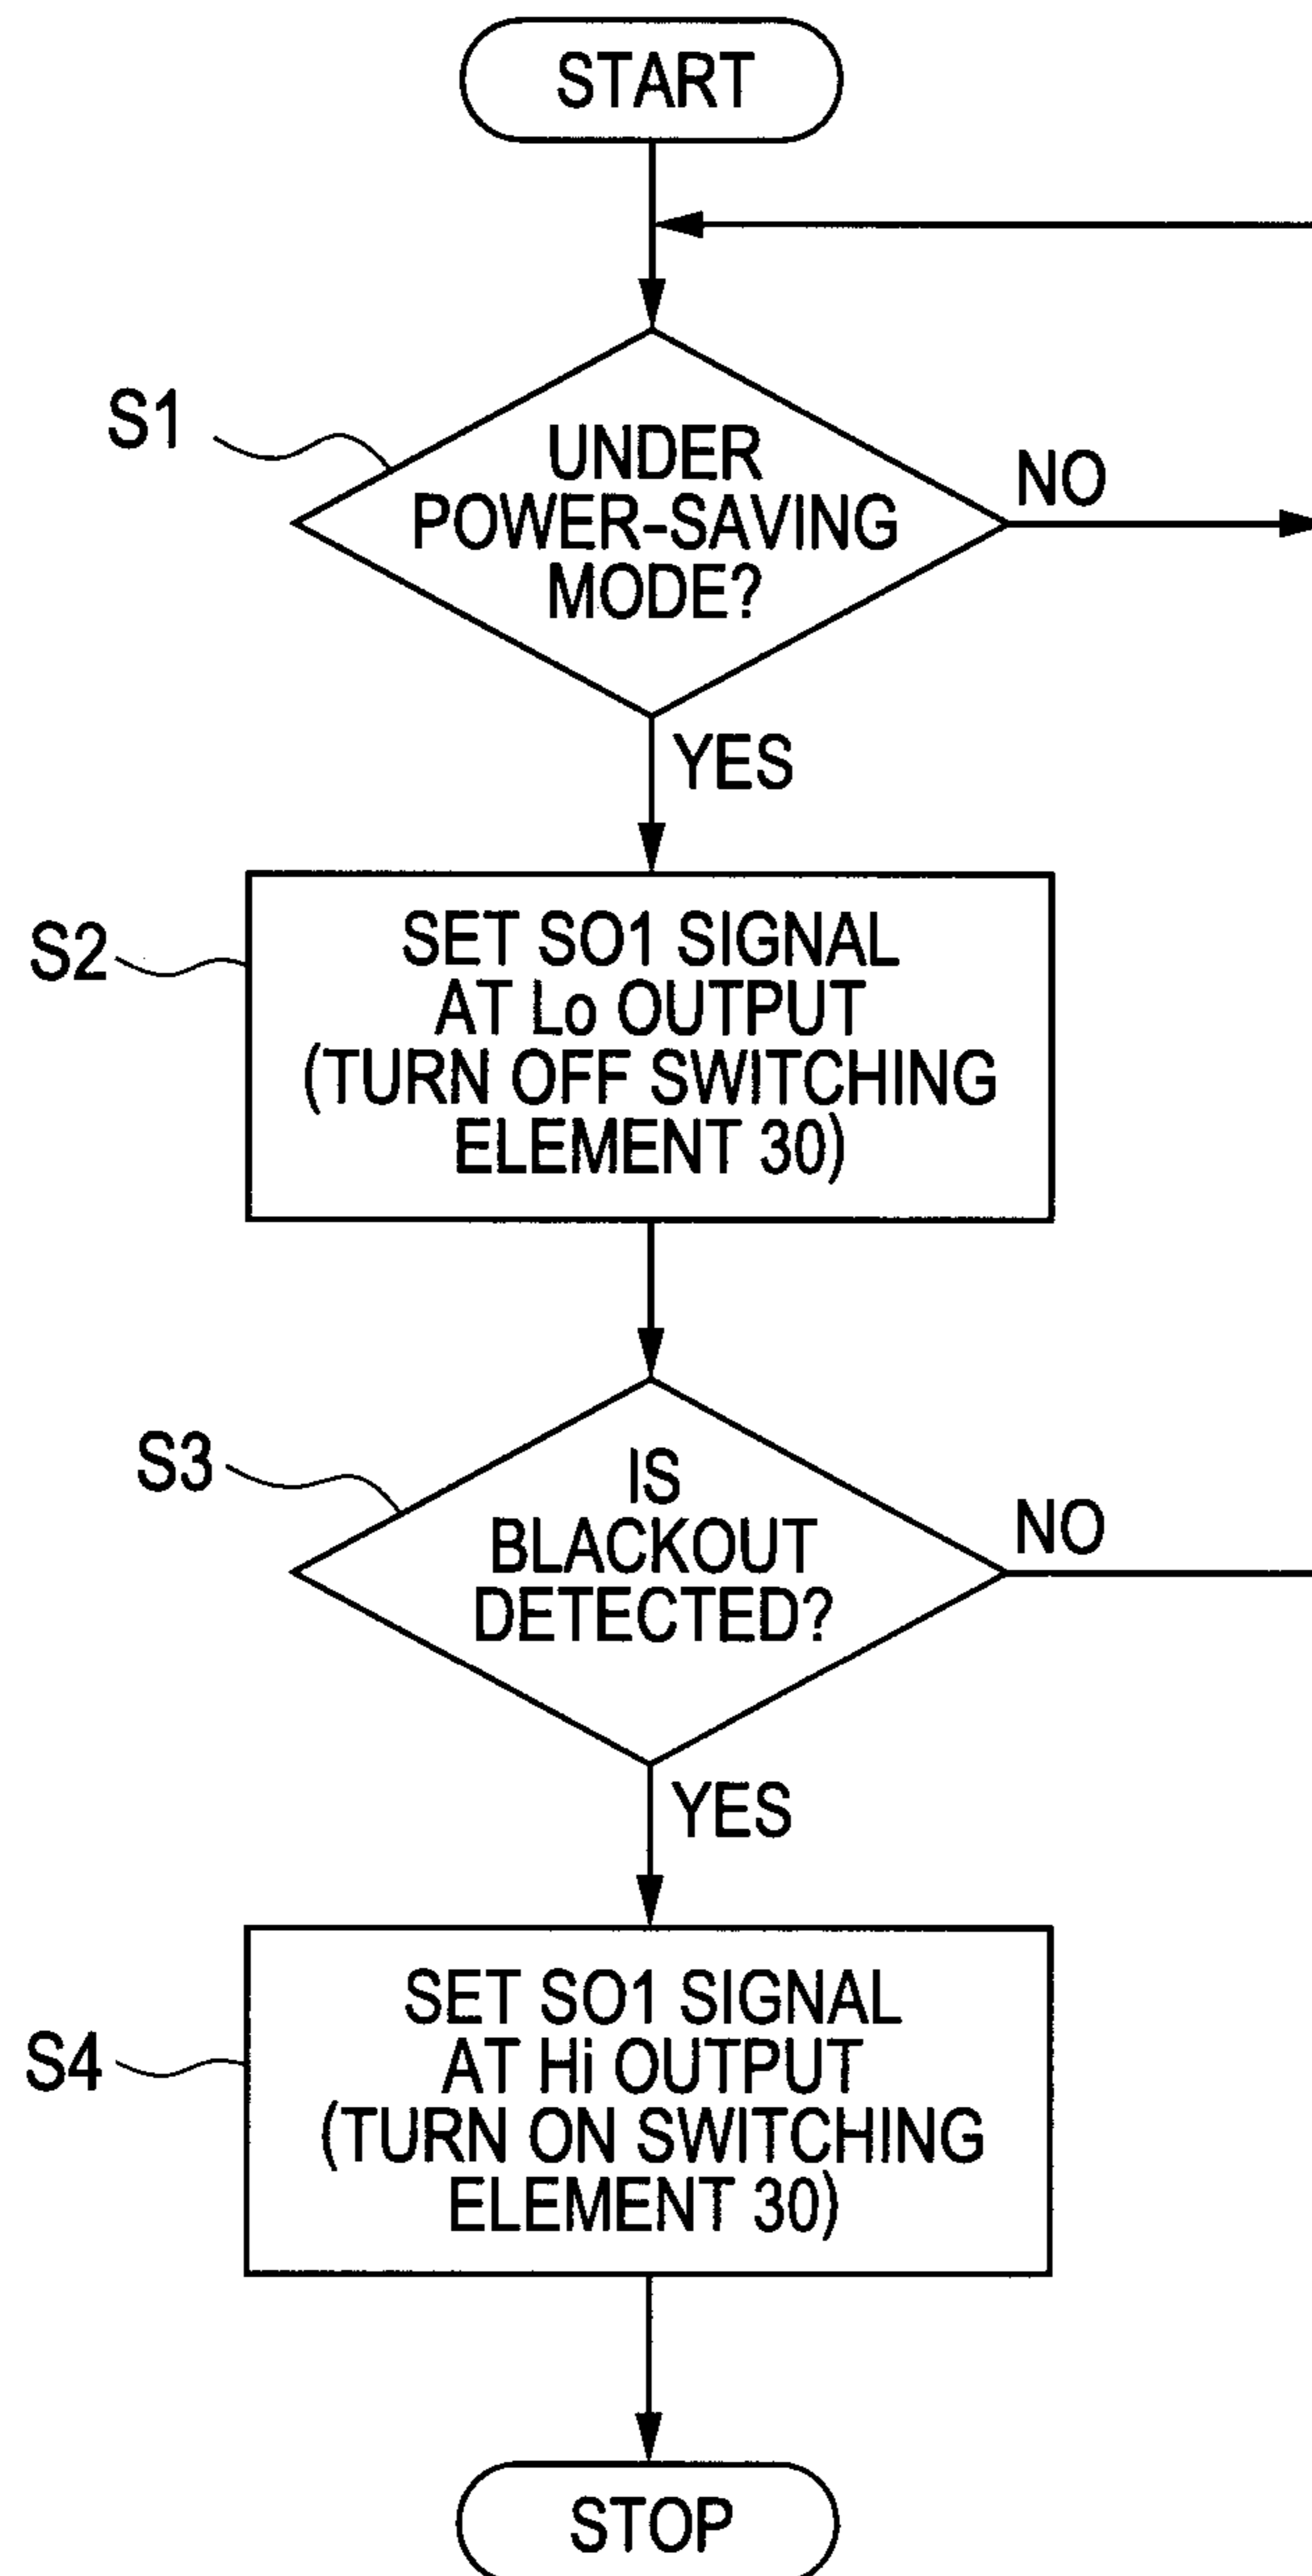 START
S1
UNDER
POWER-SAVING
MODE?
NO
YES
S2
SET SO1 SIGNAL
AT Lo OUTPUT
(TURN OFF SWITCHING
ELEMENT 30)
S3
IS
BLACKOUT
DETECTED?
NO
YES
S4
SET SO1 SIGNAL
AT Hi OUTPUT
(TURN ON SWITCHING
ELEMENT 30)
STOP